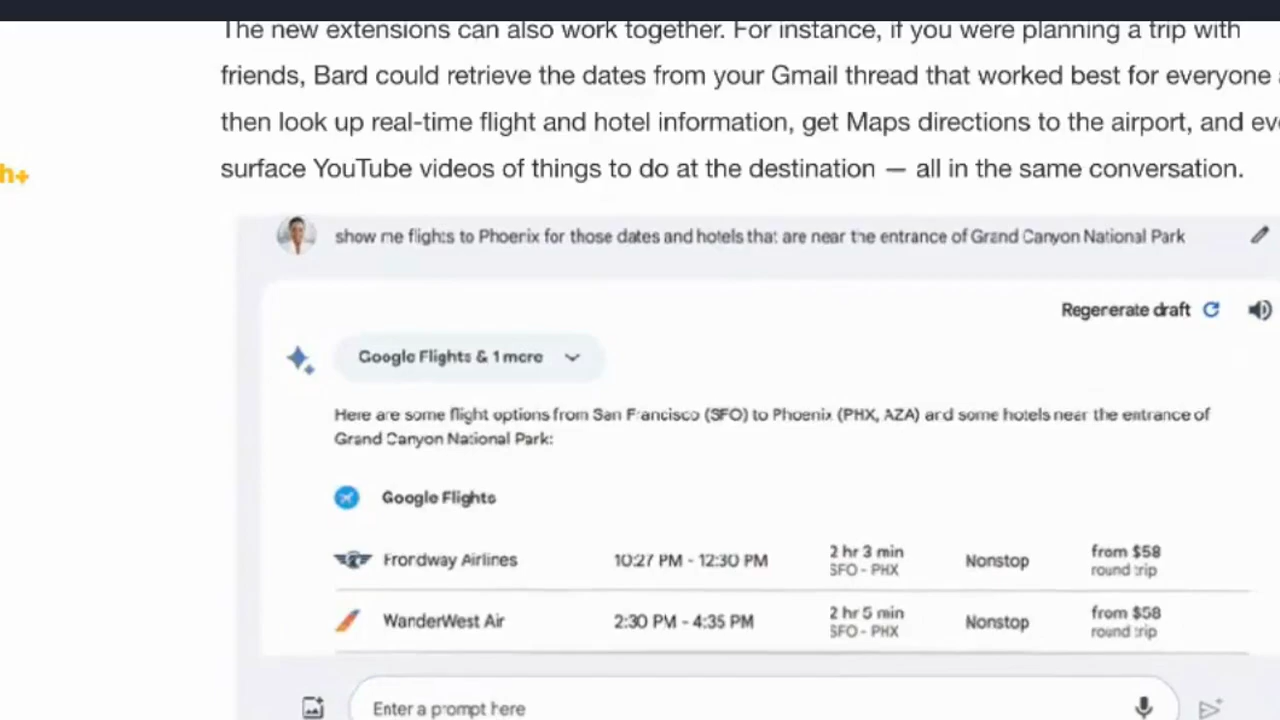 The new extensions can also work together. For instance, if you were planning a trip with
friends, Bard could retrieve the dates from your Gmail thread that worked best for everyone
then look up real-time flight and hotel information, get Maps directions to the airport, and
h+
surface YouTube videos of things to do at the destination — all in the same conversation.
show me flights to Phoenix for those dates and hotels that are near the entrance of Grand Canyon National Park
Regenerate draft
Google Flights & 1 more
Here are some flight options from San Francisco (SFO) to Phoenix (PHX, AZA) and some hotels near the entrance of
Grand Canyon National Park:
Google Flights
Frordway Airlines 10:27 PM - 12:30 PM 2 hr 3 min Nonstop from $58
SFO - PHX round trip
WanderWest Air 2:30 PM - 4:35 PM 2 hr 5 min Nonstop from $58
SFO - PHX round trip
Enter a prompt here